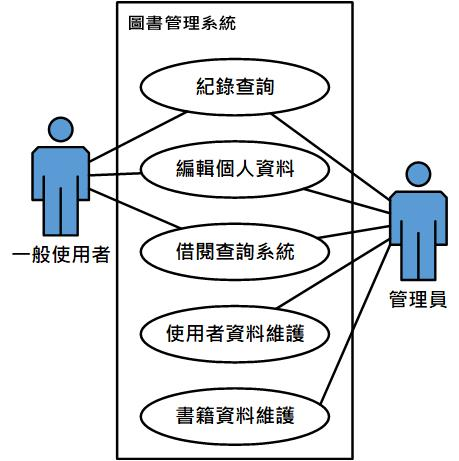 圖書管理系統
紀錄查詢
編輯個人資料
一般使用者
借閱查詢系統
管理員
使用者資料維護
書籍資料維護